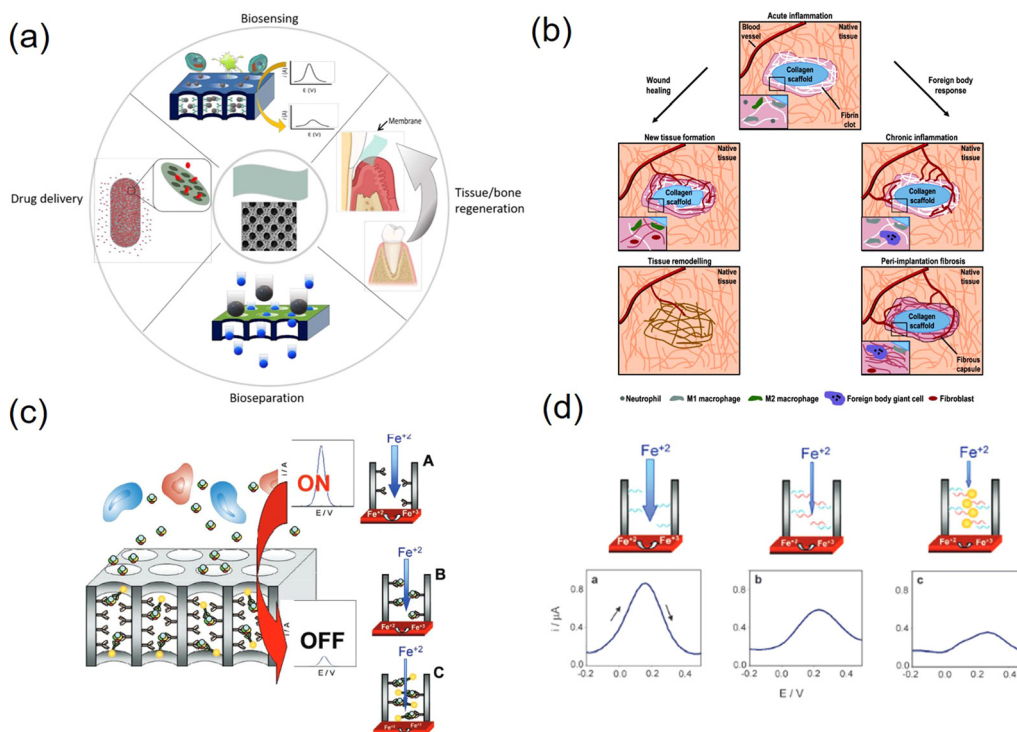 (a)
Biosensing
i (A)
E (V)
i (A)
E (V)
Membrane
Drug delivery
Tissue/bone
regeneration
Bioseparation
(b)
Acute inflammation
Blood
vessel
Native
tissue
Collagen
scaffold
Fibrin
clot
Wound
healing
Foreign body
response
New tissue formation
Native
tissue
Collagen
scaffold
Chronic inflammation
Native
tissue
Collagen
scaffold
Tissue remodelling
Native
tissue
Peri-implantation fibrosis
Native
tissue
Collagen
scaffold
Fibrous
capsule
Neutrophil
M1 macrophage
M2 macrophage
Foreign body giant cell
Fibroblast
(c)
i / A
ON
E / V
Fe+2
A
Fe+2
Fe+3
Fe+2
B
Fe+2
Fe+3
i / A
OFF
E / V
Fe+2
C
Fe+2
Fe+3
(d)
Fe+2
Fe+2
Fe+3
Fe+2
Fe+2
Fe+3
Fe+2
Fe+2
Fe+3
a
i / µA
0.8
0.4
0.0
-0.2 0.0 0.2 0.4
b
0.8
0.4
0.0
-0.2 0.0 0.2 0.4
c
0.8
0.4
0.0
-0.2 0.0 0.2 0.4
E / V